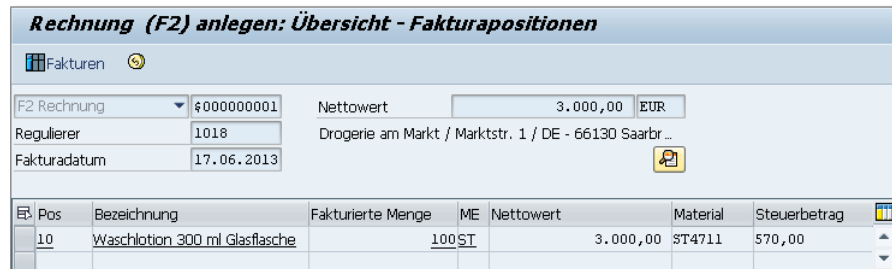 Rechnung (F2) anlegen: Übersicht - Fakturapositionen
Fakturen
F2 Rechnung $000000001 Nettowert 3.000,00 EUR
Regulierer 1018 Drogerie am Markt / Marktstr. 1 / DE - 66130 Saarbr...
Fakturadatum 17.06.2013
Pos Bezeichnung Fakturierte Menge ME Nettowert Material Steuerbetrag
10 Waschlotion 300 ml Glasflasche 100 ST 3.000,00 ST4711 570,00